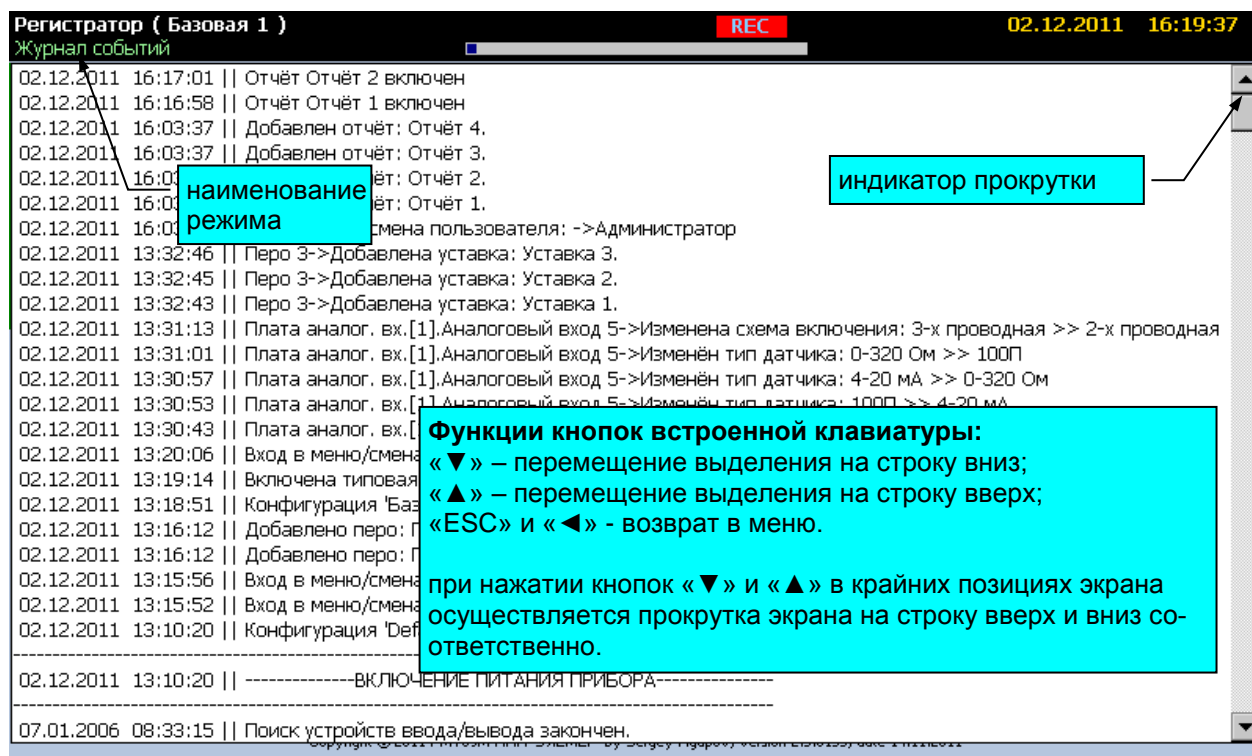 Регистратор ( Базовая 1 )
REC
02.12.2011 16:19:37
Журнал событий
02.12.2011 16:17:01 || Отчёт Отчёт 2 включен
02.12.2011 16:16:58 || Отчёт Отчёт 1 включен
02.12.2011 16:03:37 || Добавлен отчёт: Отчёт 4.
02.12.2011 16:03:37 || Добавлен отчёт: Отчёт 3.
02.12.2011 16:0 ёт: Отчёт 2.
02.12.2011 16:0 ёт: Отчёт 1.
02.12.2011 16:0 смена пользователя: ->Администратор
наименование
режима
индикатор прокрутки
02.12.2011 13:32:46 || Перо 3->Добавлена уставка: Уставка 3.
02.12.2011 13:32:45 || Перо 3->Добавлена уставка: Уставка 2.
02.12.2011 13:32:43 || Перо 3->Добавлена уставка: Уставка 1.
02.12.2011 13:31:13 || Плата аналог. вх.[1].Аналоговый вход 5->Изменена схема включения: 3-х проводная >> 2-х проводная
02.12.2011 13:31:01 || Плата аналог. вх.[1].Аналоговый вход 5->Изменён тип датчика: 0-320 Ом >> 100П
02.12.2011 13:30:57 || Плата аналог. вх.[1].Аналоговый вход 5->Изменён тип датчика: 4-20 мА >> 0-320 Ом
02.12.2011 13:30:53 || Плата аналог. вх.[1].Аналоговый вход 5->Изменён тип датчика: 100П >> 4-20 мА
02.12.2011 13:30:43 || Плата аналог. вх.[
02.12.2011 13:20:06 || Вход в меню/смена
02.12.2011 13:19:14 || Включена типовая
02.12.2011 13:18:51 || Конфигурация 'Баз
02.12.2011 13:16:12 || Добавлено перо: П
02.12.2011 13:16:12 || Добавлено перо: П
02.12.2011 13:15:56 || Вход в меню/смена
02.12.2011 13:15:52 || Вход в меню/смена
02.12.2011 13:10:20 || Конфигурация 'Def
Функции кнопок встроенной клавиатуры:
«▼» – перемещение выделения на строку вниз;
«▲» – перемещение выделения на строку вверх;
«ESC» и «◄» - возврат в меню.
при нажатии кнопок «▼» и «▲» в крайних позициях экрана
осуществляется прокрутка экрана на строку вверх и вниз со-
ответственно.
02.12.2011 13:10:20 || --------------ВКЛЮЧЕНИЕ ПИТАНИЯ ПРИБОРА--------------
07.01.2006 08:33:15 || Поиск устройств ввода/вывода закончен.